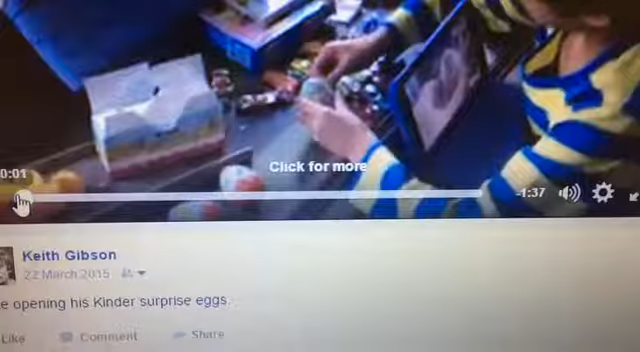 Click for more
0:01
-1:37
Keith Gibson
22 March 2015
e opening his Kinder surprise eggs.
Like Comment Share